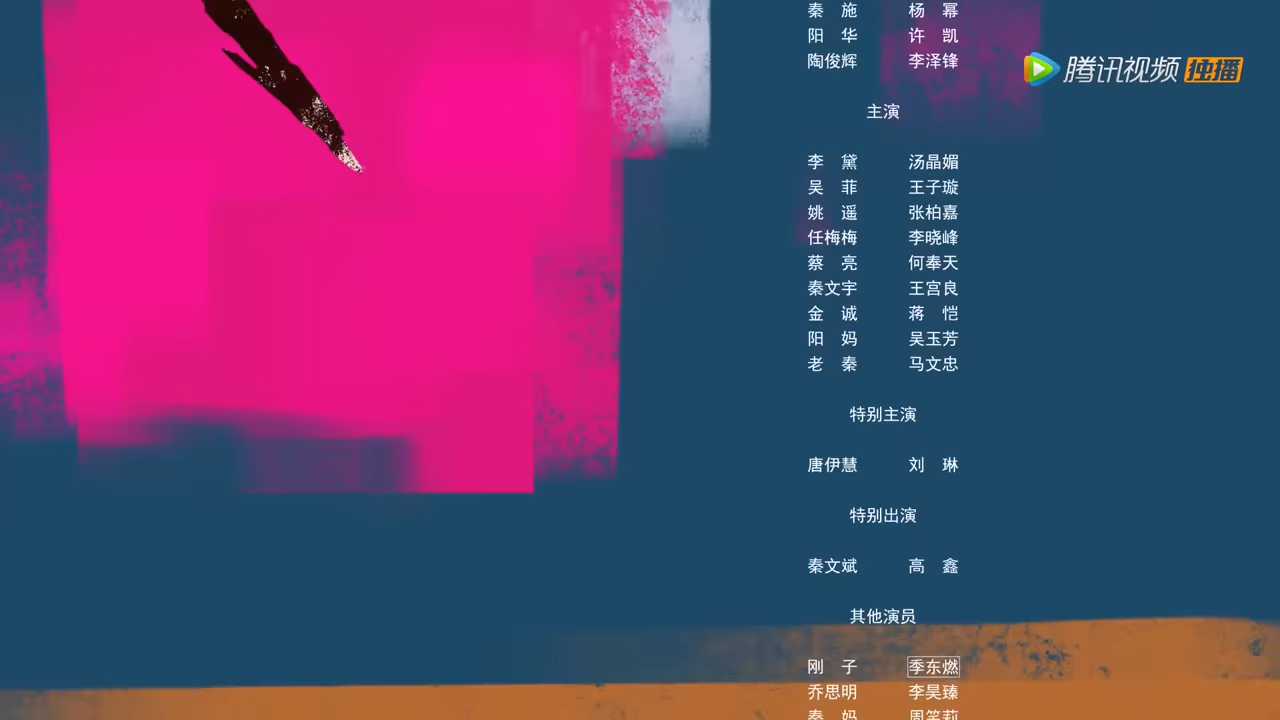 秦 施 杨 幂
阳 华 许 凯
陶俊辉 李泽锋
腾讯视频 独播
主演
李 黛 汤晶媚
吴 菲 王子璇
姚 遥 张柏嘉
任梅梅 李晓峰
蔡 亮 何奉天
秦文宇 王宫良
金 诚 蒋 恺
阳 妈 吴玉芳
老 秦 马文忠
特别主演
唐伊慧 刘 琳
特别出演
秦文斌 高 鑫
其他演员
刚 子 季东燃
乔思明 李昊臻
秦 妈 周笑莉